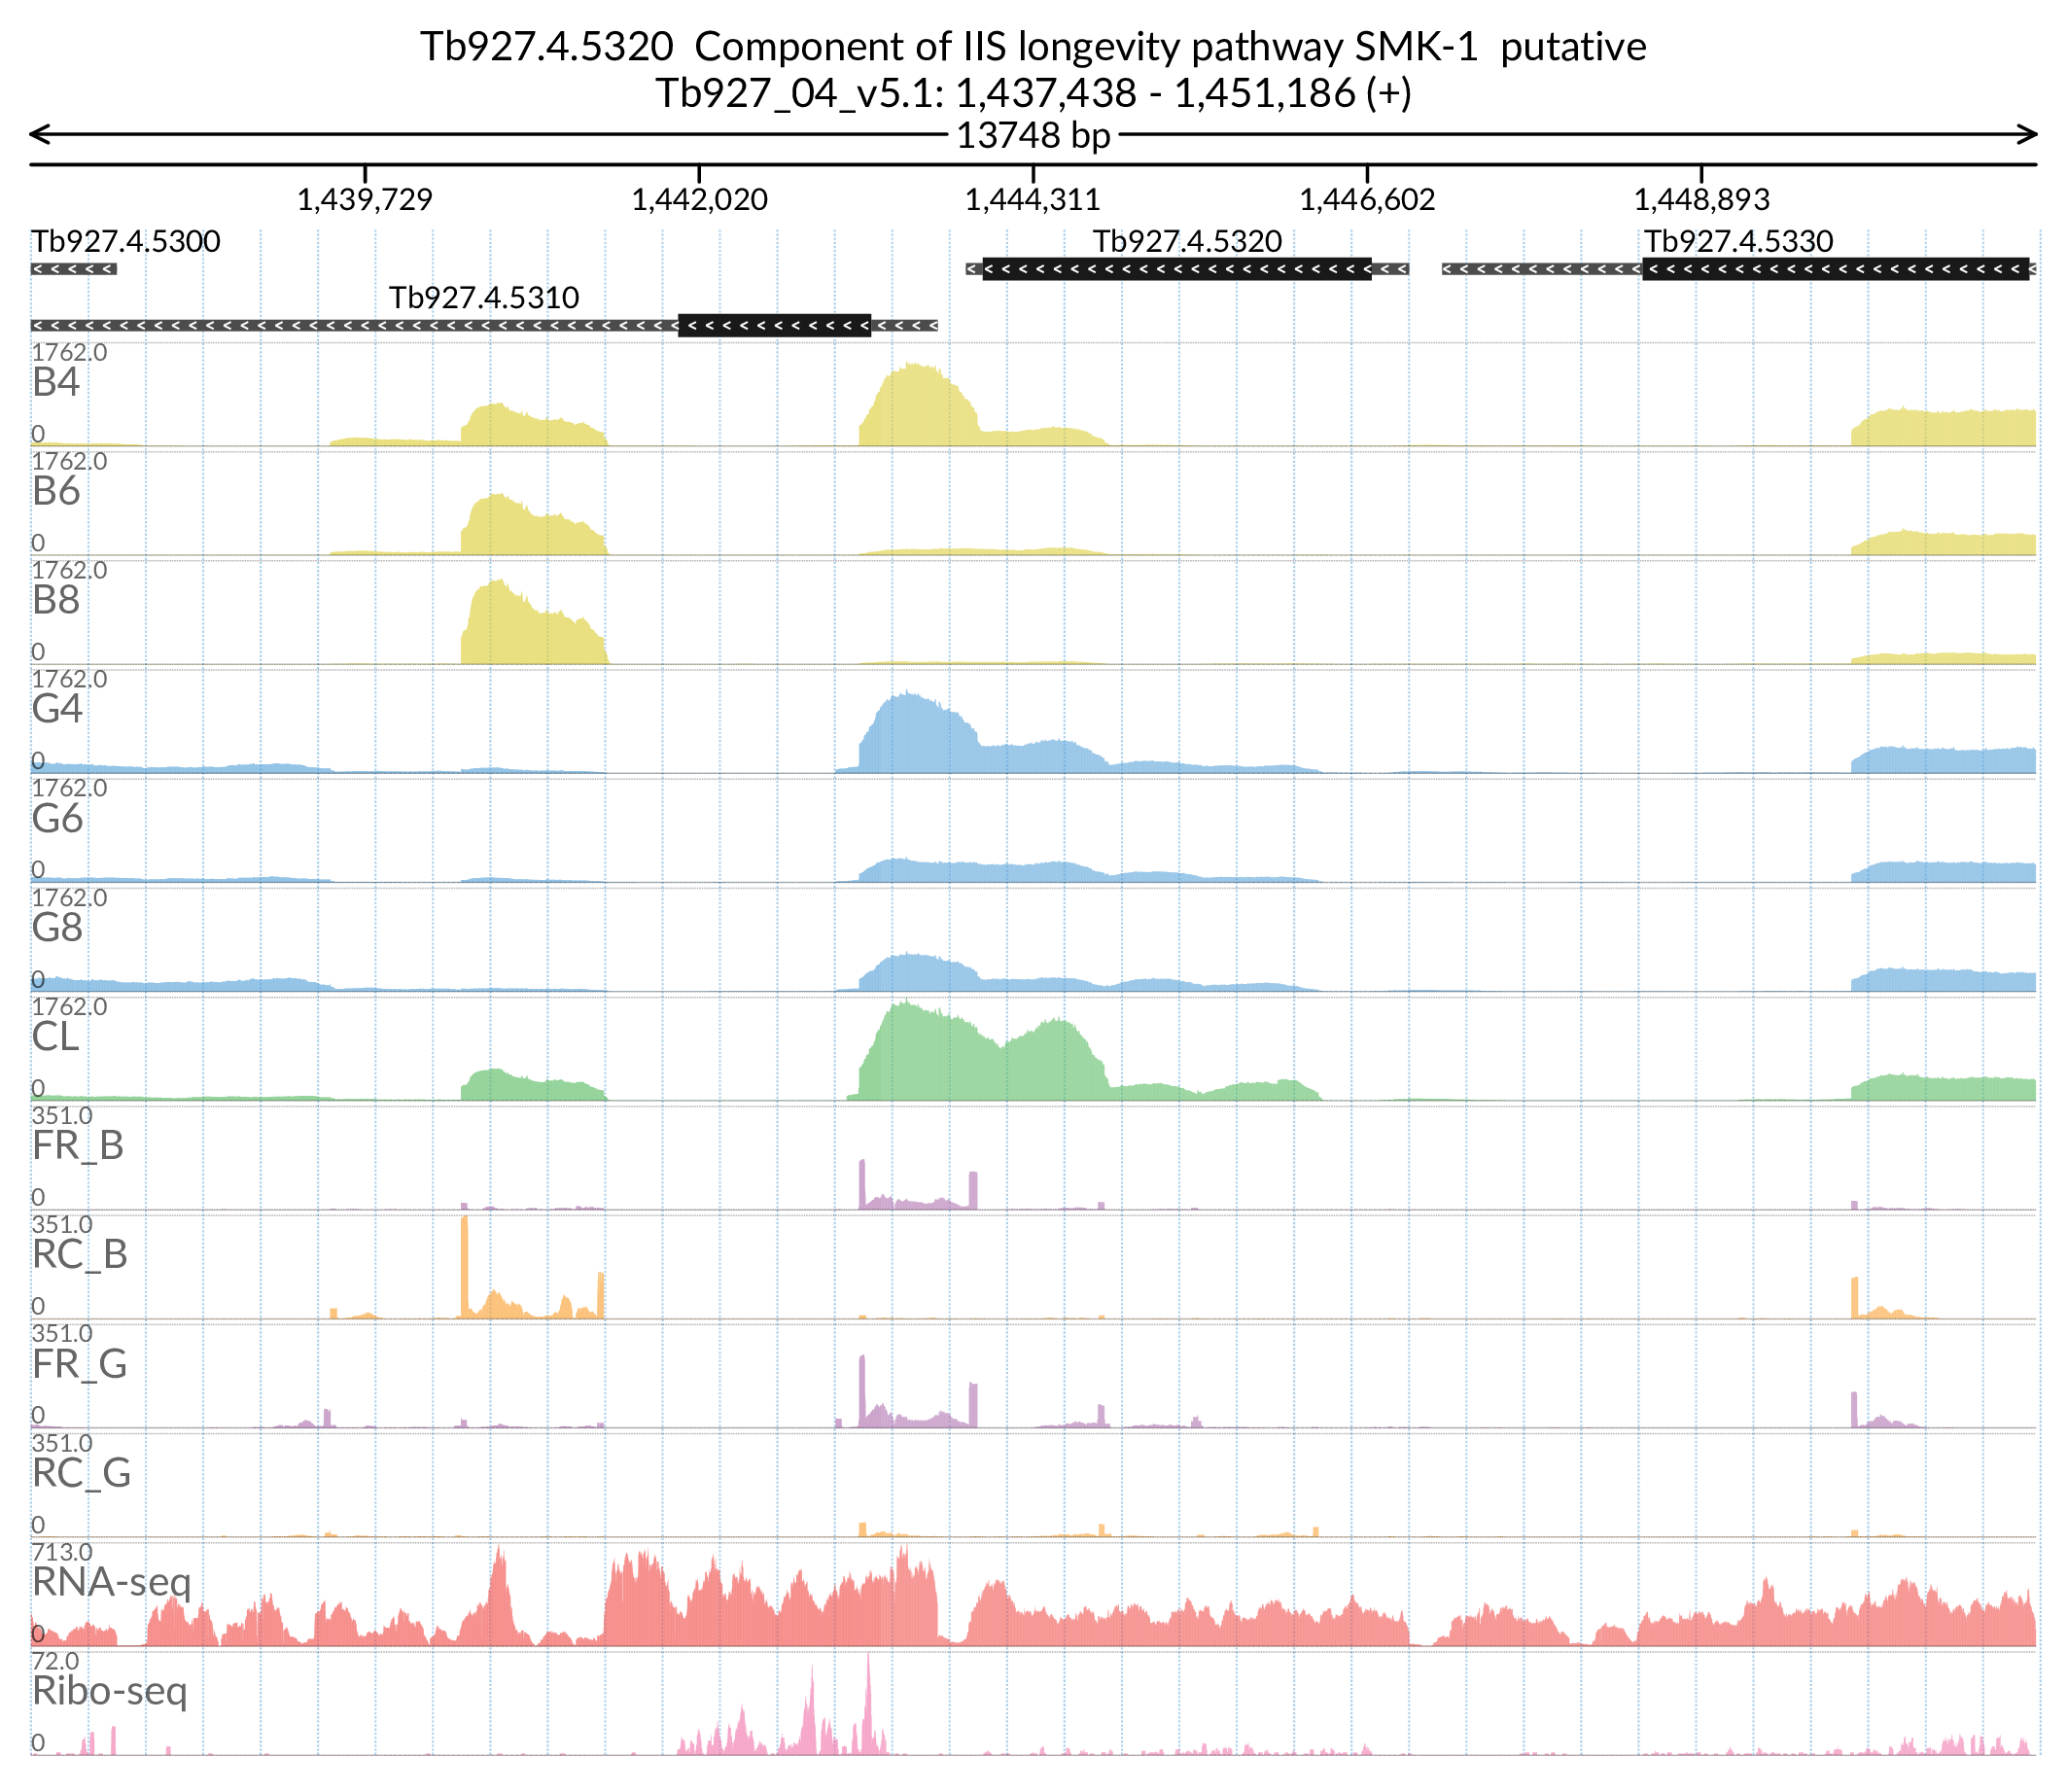 Tb927.4.5320  Component of IIS longevity pathway SMK-1  putative
Tb927_04_v5.1: 1,437,438 - 1,451,186 (+)
13748 bp
1,439,729 1,442,020 1,444,311 1,446,602 1,448,893
Tb927.4.5300 Tb927.4.5320 Tb927.4.5330
Tb927.4.5310
1762.0
B4
0
1762.0
B6
0
1762.0
B8
0
1762.0
G4
0
1762.0
G6
0
1762.0
G8
0
1762.0
CL
0
351.0
FR_B
0
351.0
RC_B
0
351.0
FR_G
0
351.0
RC_G
0
713.0
RNA-seq
0
72.0
Ribo-seq
0